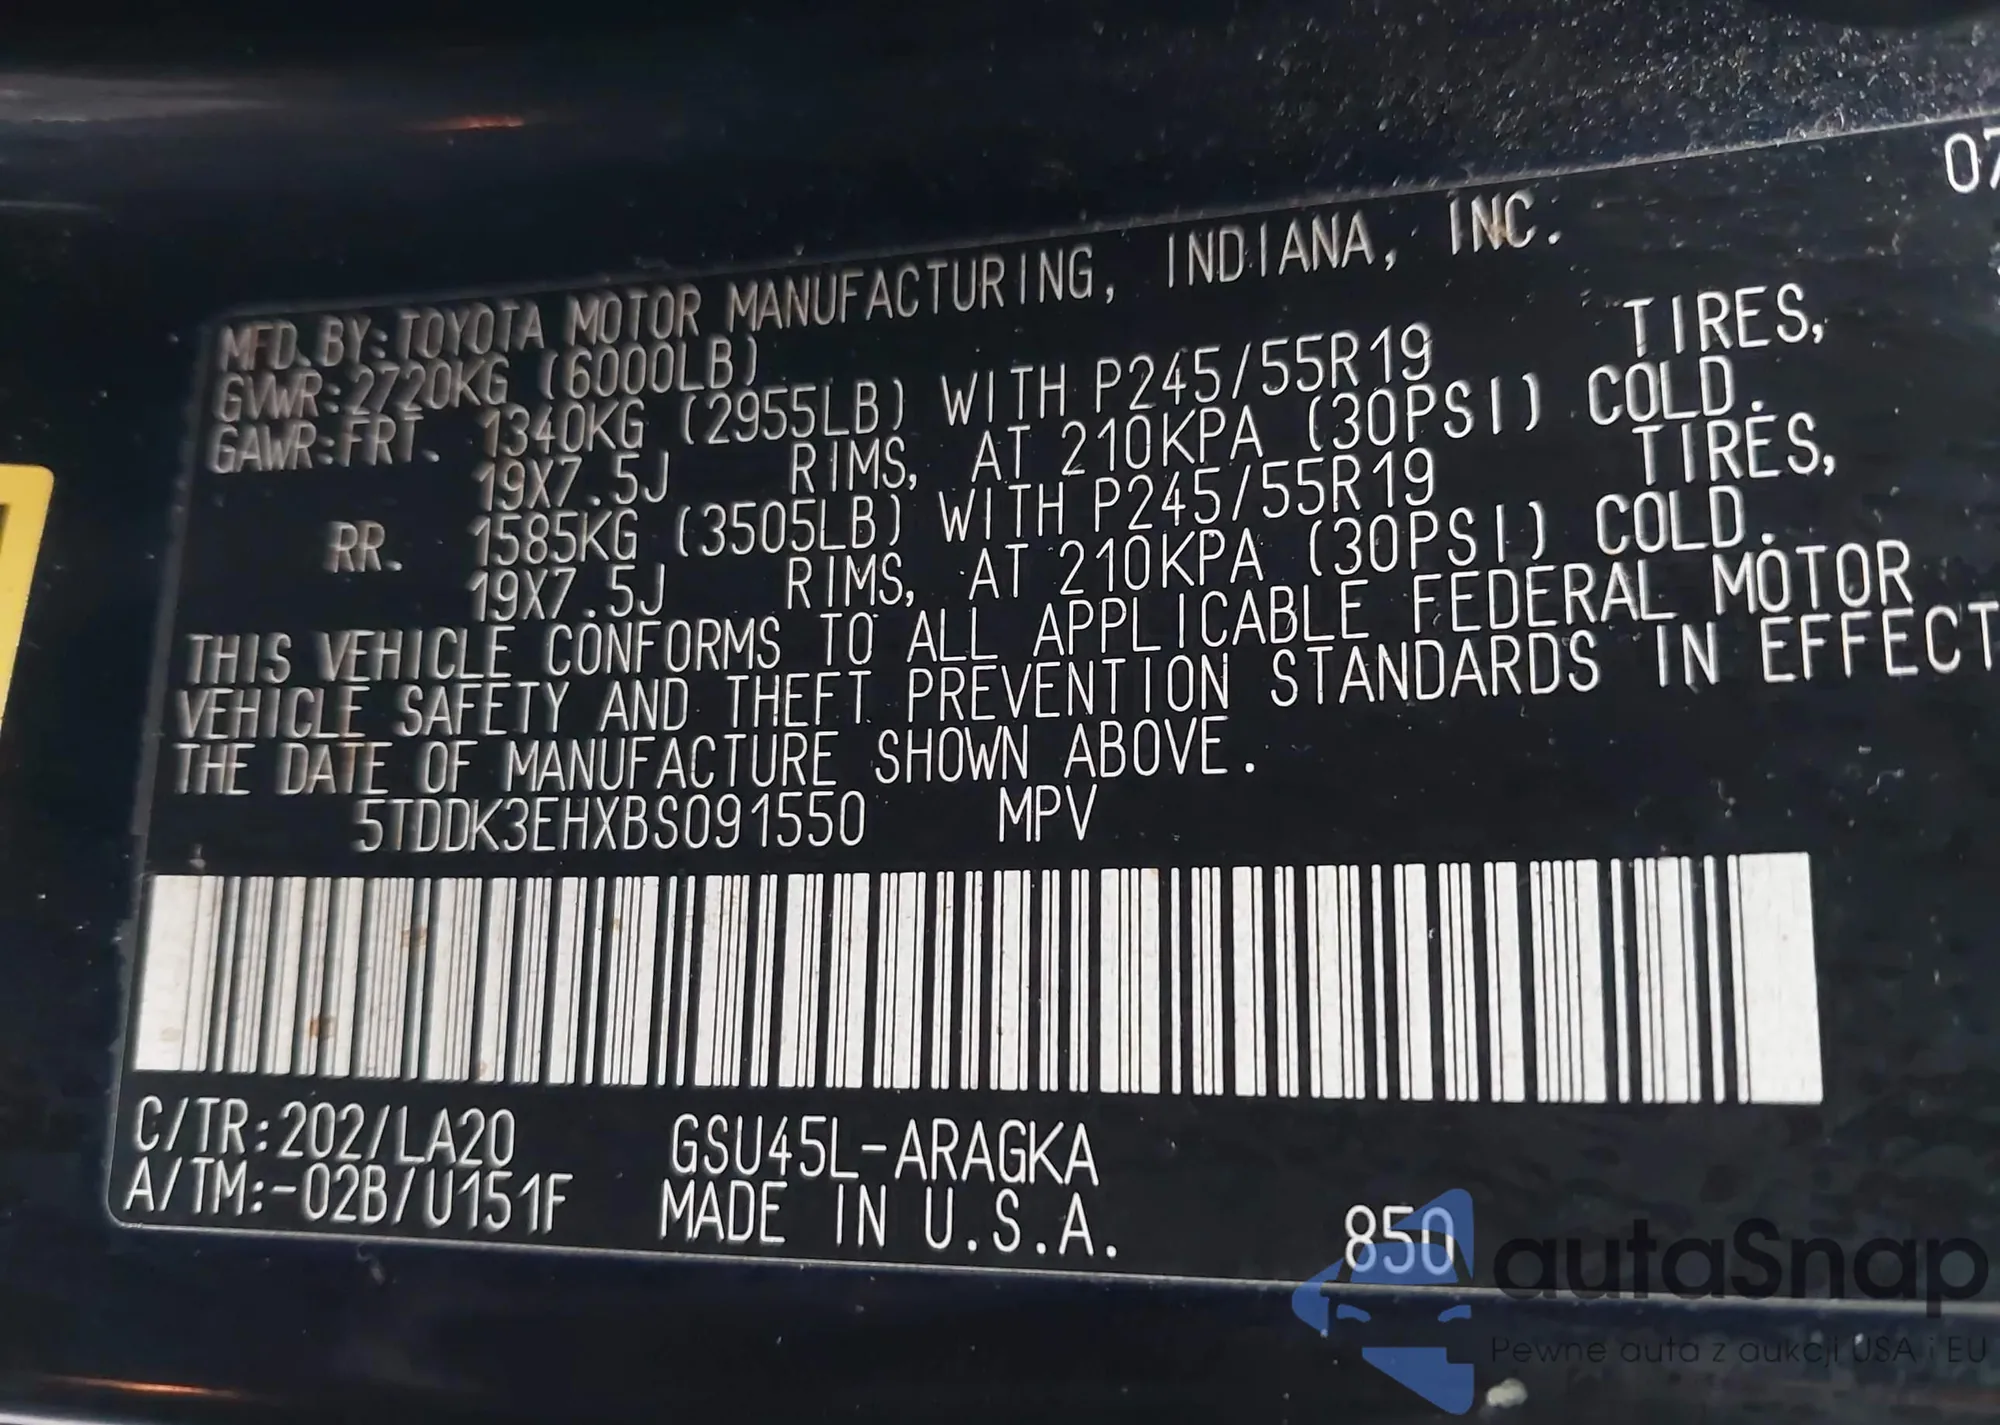 07
MFD. BY: TOYOTA MOTOR MANUFACTURING, INDIANA, INC.
GVWR: 2720KG (6000LB)
GAWR: FRT. 1340KG (2955LB) WITH P245/55R19 TIRES,
19X7.5J RIMS, AT 210KPA (30PSI) COLD.
RR. 1585KG (3505LB) WITH P245/55R19 TIRES,
19X7.5J RIMS, AT 210KPA (30PSI) COLD.
THIS VEHICLE CONFORMS TO ALL APPLICABLE FEDERAL MOTOR
VEHICLE SAFETY AND THEFT PREVENTION STANDARDS IN EFFECT
THE DATE OF MANUFACTURE SHOWN ABOVE.
5TDDK3EHXBS091550 MPV
C/TR: 202/LA20 GSU45L-ARAGKA
A/TM: -02B/U151F MADE IN U.S.A. 850
autaSnap
Pewne auta z aukcji USA i EU